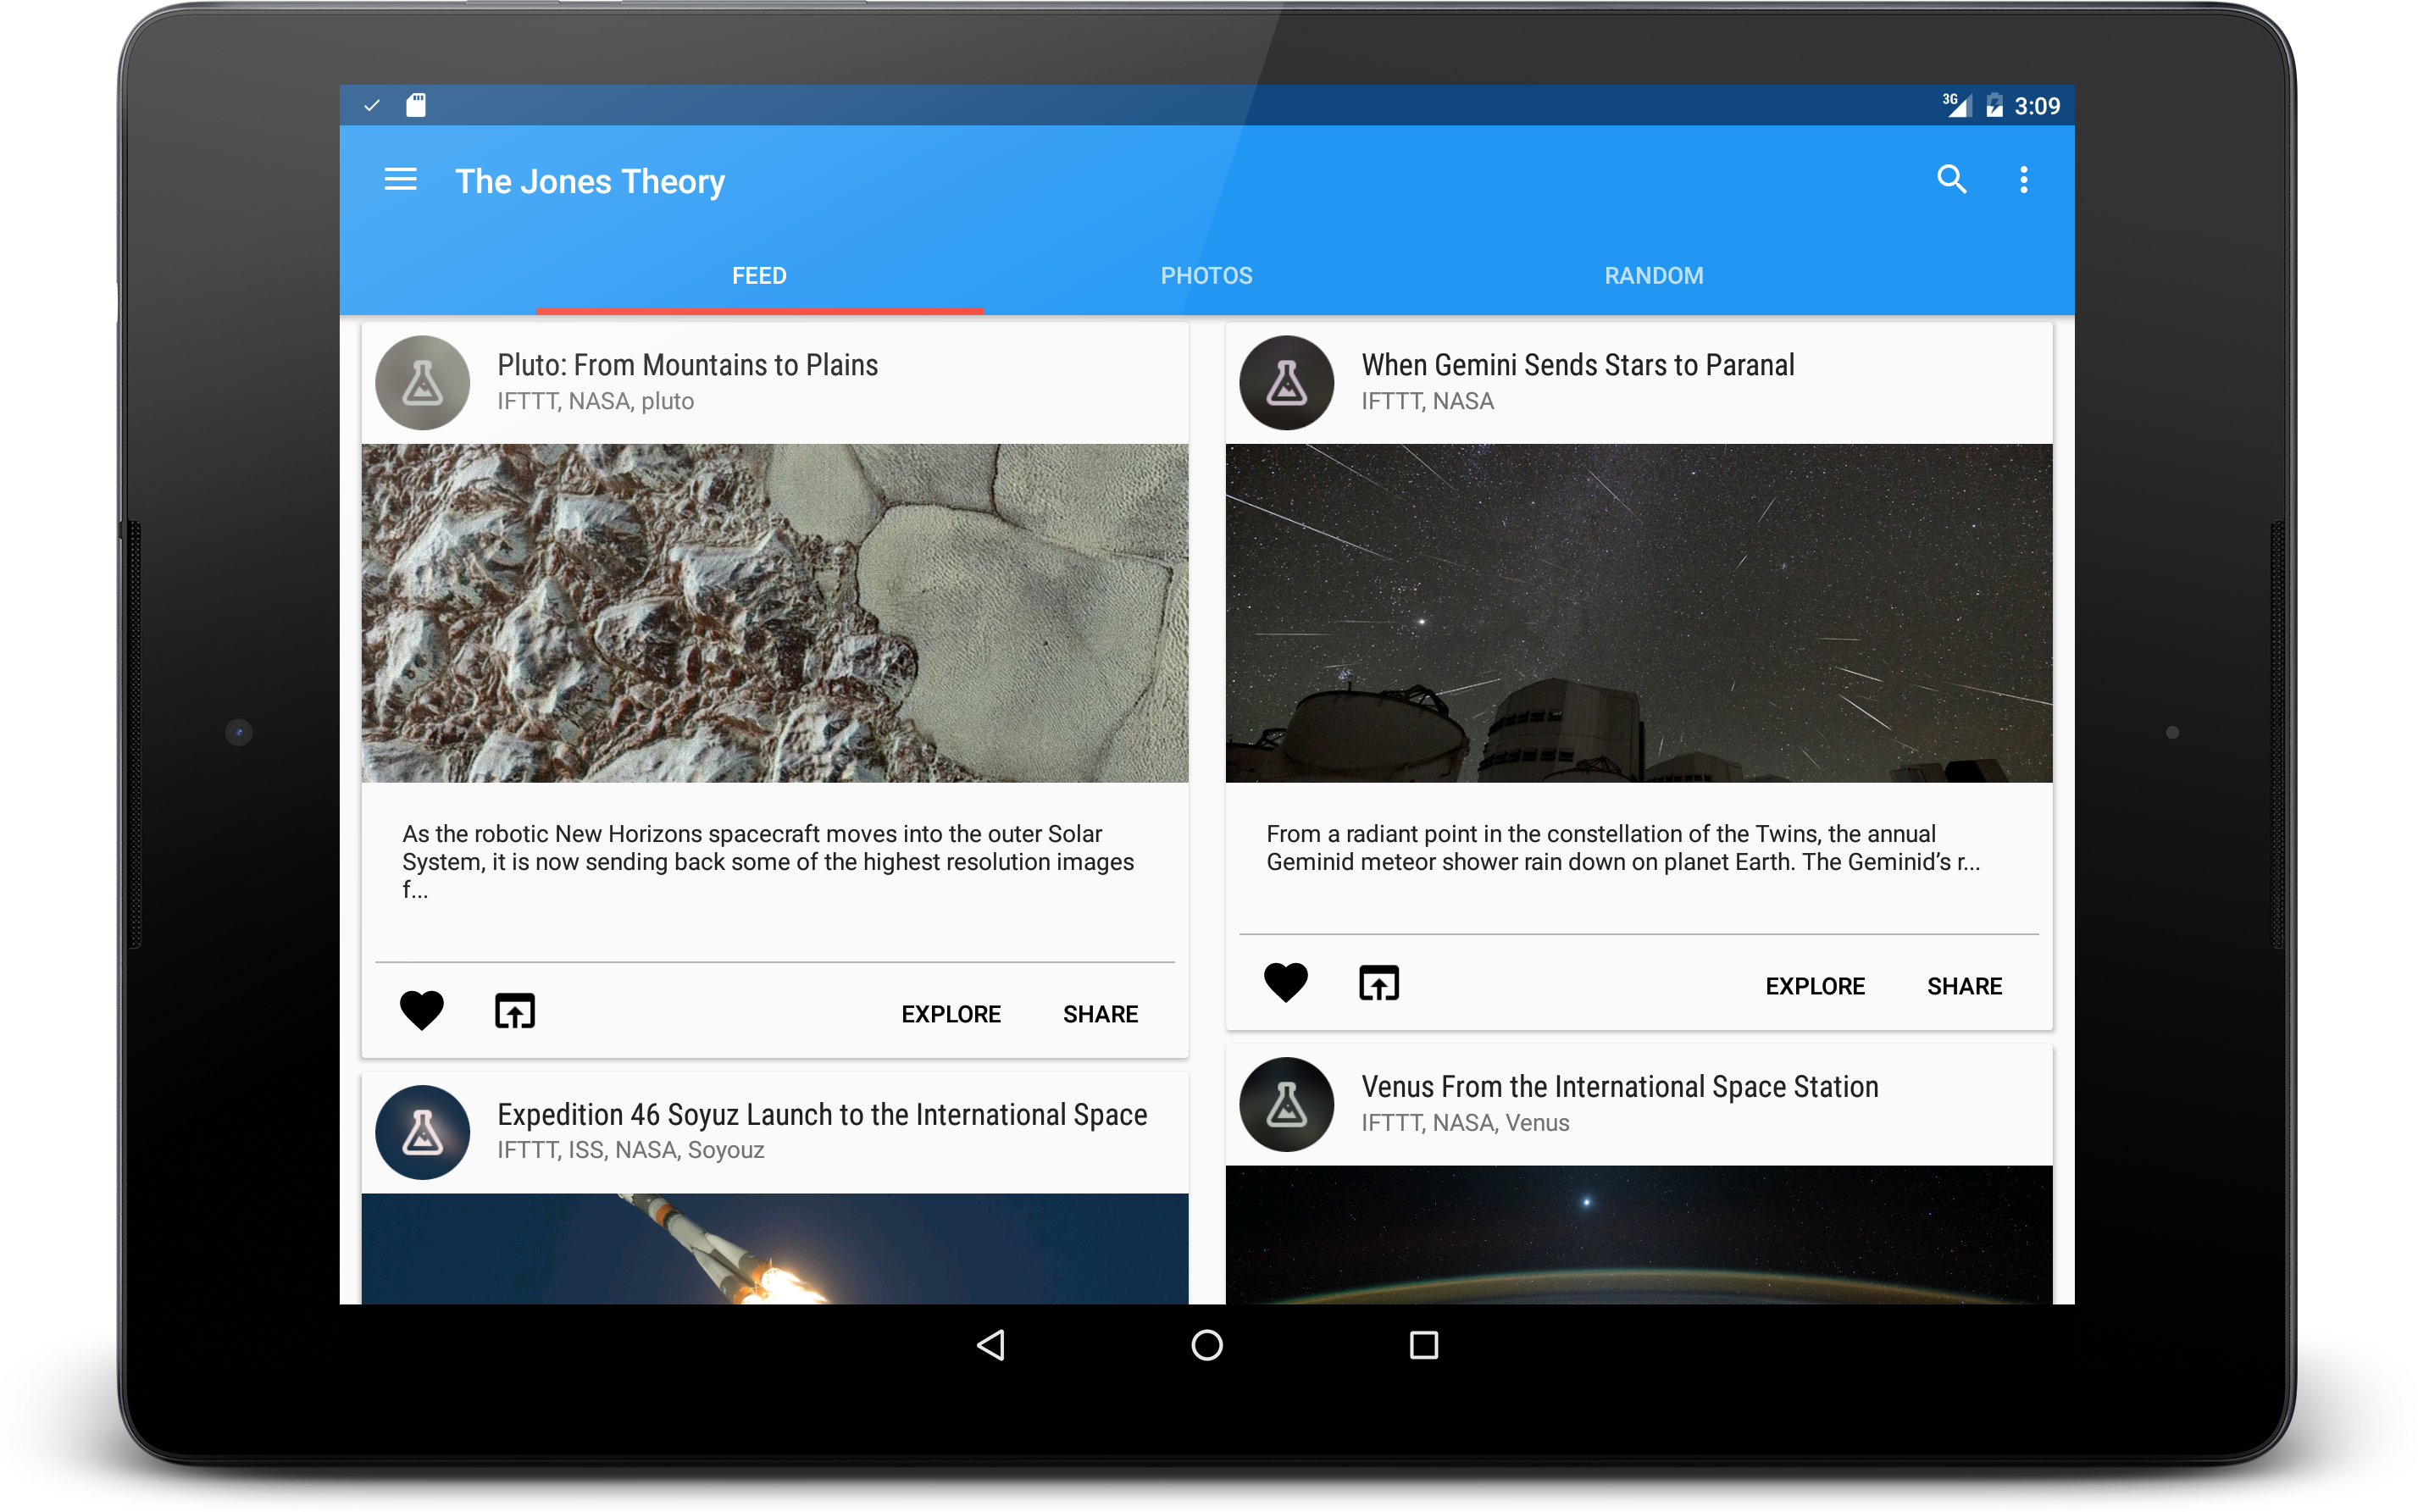 3G 3:09
The Jones Theory
FEED PHOTOS RANDOM
Pluto: From Mountains to Plains
IFTTT, NASA, pluto
As the robotic New Horizons spacecraft moves into the outer Solar
System, it is now sending back some of the highest resolution images
f...
EXPLORE SHARE
When Gemini Sends Stars to Paranal
IFTTT, NASA
From a radiant point in the constellation of the Twins, the annual
Geminid meteor shower rain down on planet Earth. The Geminid’s r...
EXPLORE SHARE
Expedition 46 Soyuz Launch to the International Space
IFTTT, ISS, NASA, Soyouz
Venus From the International Space Station
IFTTT, NASA, Venus